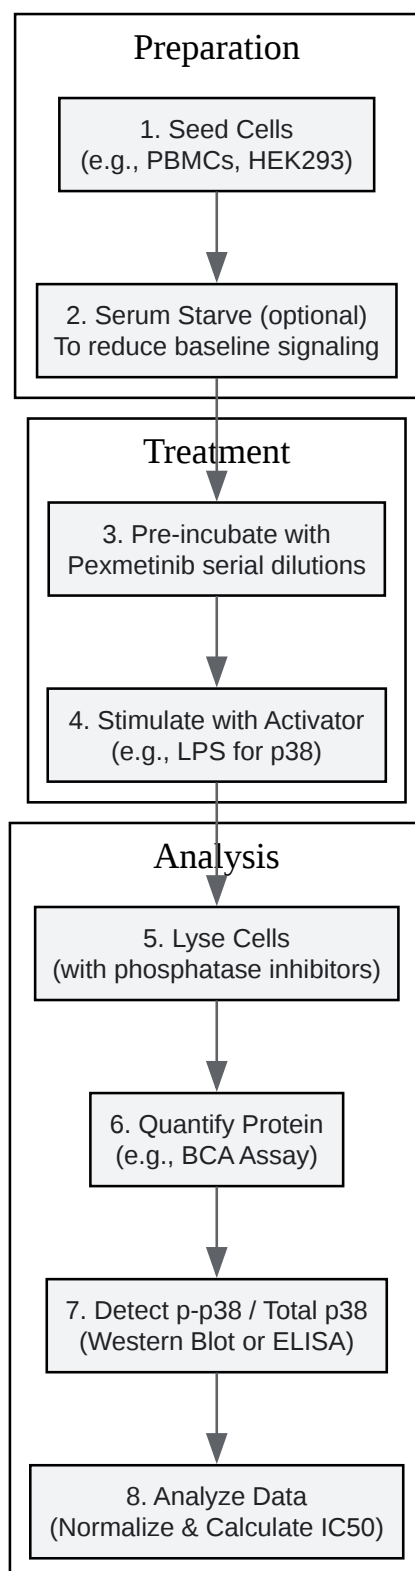 Preparation
1. Seed Cells
(e.g., PBMCs, HEK293)
2. Serum Starve (optional)
To reduce baseline signaling
Treatment
3. Pre-incubate with
Pexmetinib serial dilutions
4. Stimulate with Activator
(e.g., LPS for p38)
Analysis
5. Lyse Cells
(with phosphatase inhibitors)
6. Quantify Protein
(e.g., BCA Assay)
7. Detect p-p38 / Total p38
(Western Blot or ELISA)
8. Analyze Data
(Normalize & Calculate IC50)